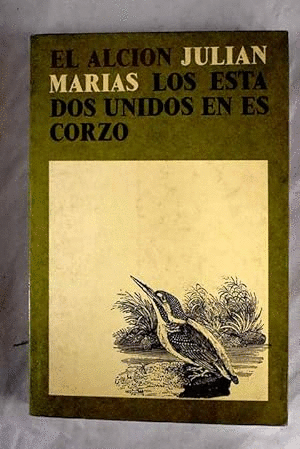 EL ALCION JULIAN
MARIAS LOS ESTA
DOS UNIDOS EN ES
CORZO